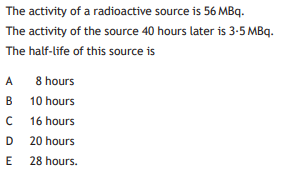 The activity of a radioactive source is 56 MBq.
The activity of the source 40 hours later is 3·5 MBq.
The half-life of this source is
A 8 hours
B 10 hours
C 16 hours
D 20 hours
E 28 hours.